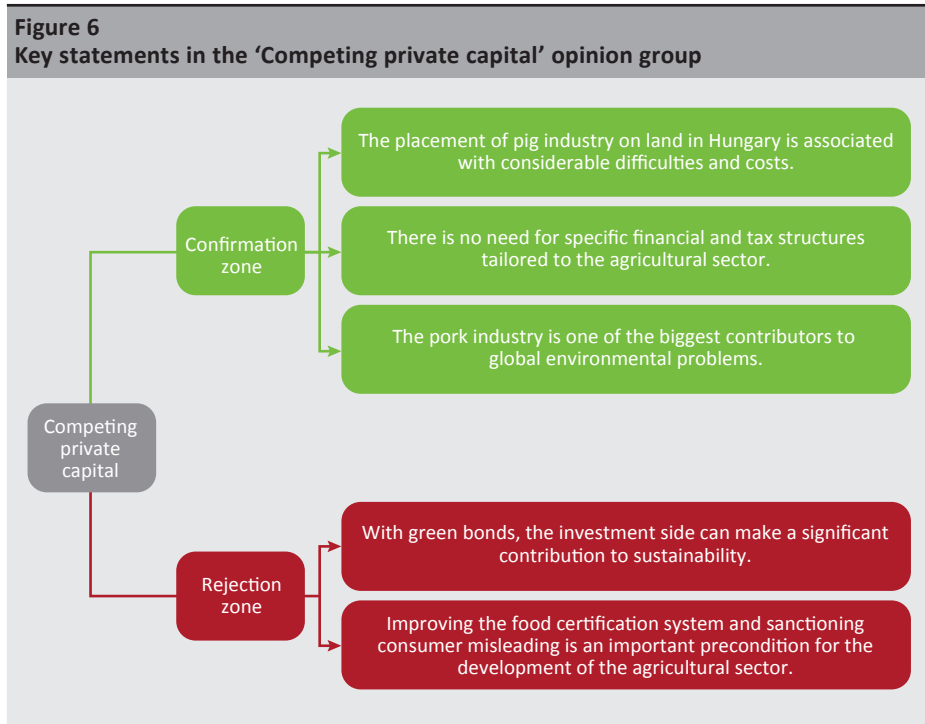 Figure 6
Key statements in the ‘Competing private capital’ opinion group
The placement of pig industry on land in Hungary is associated
with considerable difficulties and costs.
Confirmation
zone
There is no need for specific financial and tax structures
tailored to the agricultural sector.
The pork industry is one of the biggest contributors to
global environmental problems.
Competing
private
capital
With green bonds, the investment side can make a significant
contribution to sustainability.
Rejection
zone
Improving the food certification system and sanctioning
consumer misleading is an important precondition for the
development of the agricultural sector.